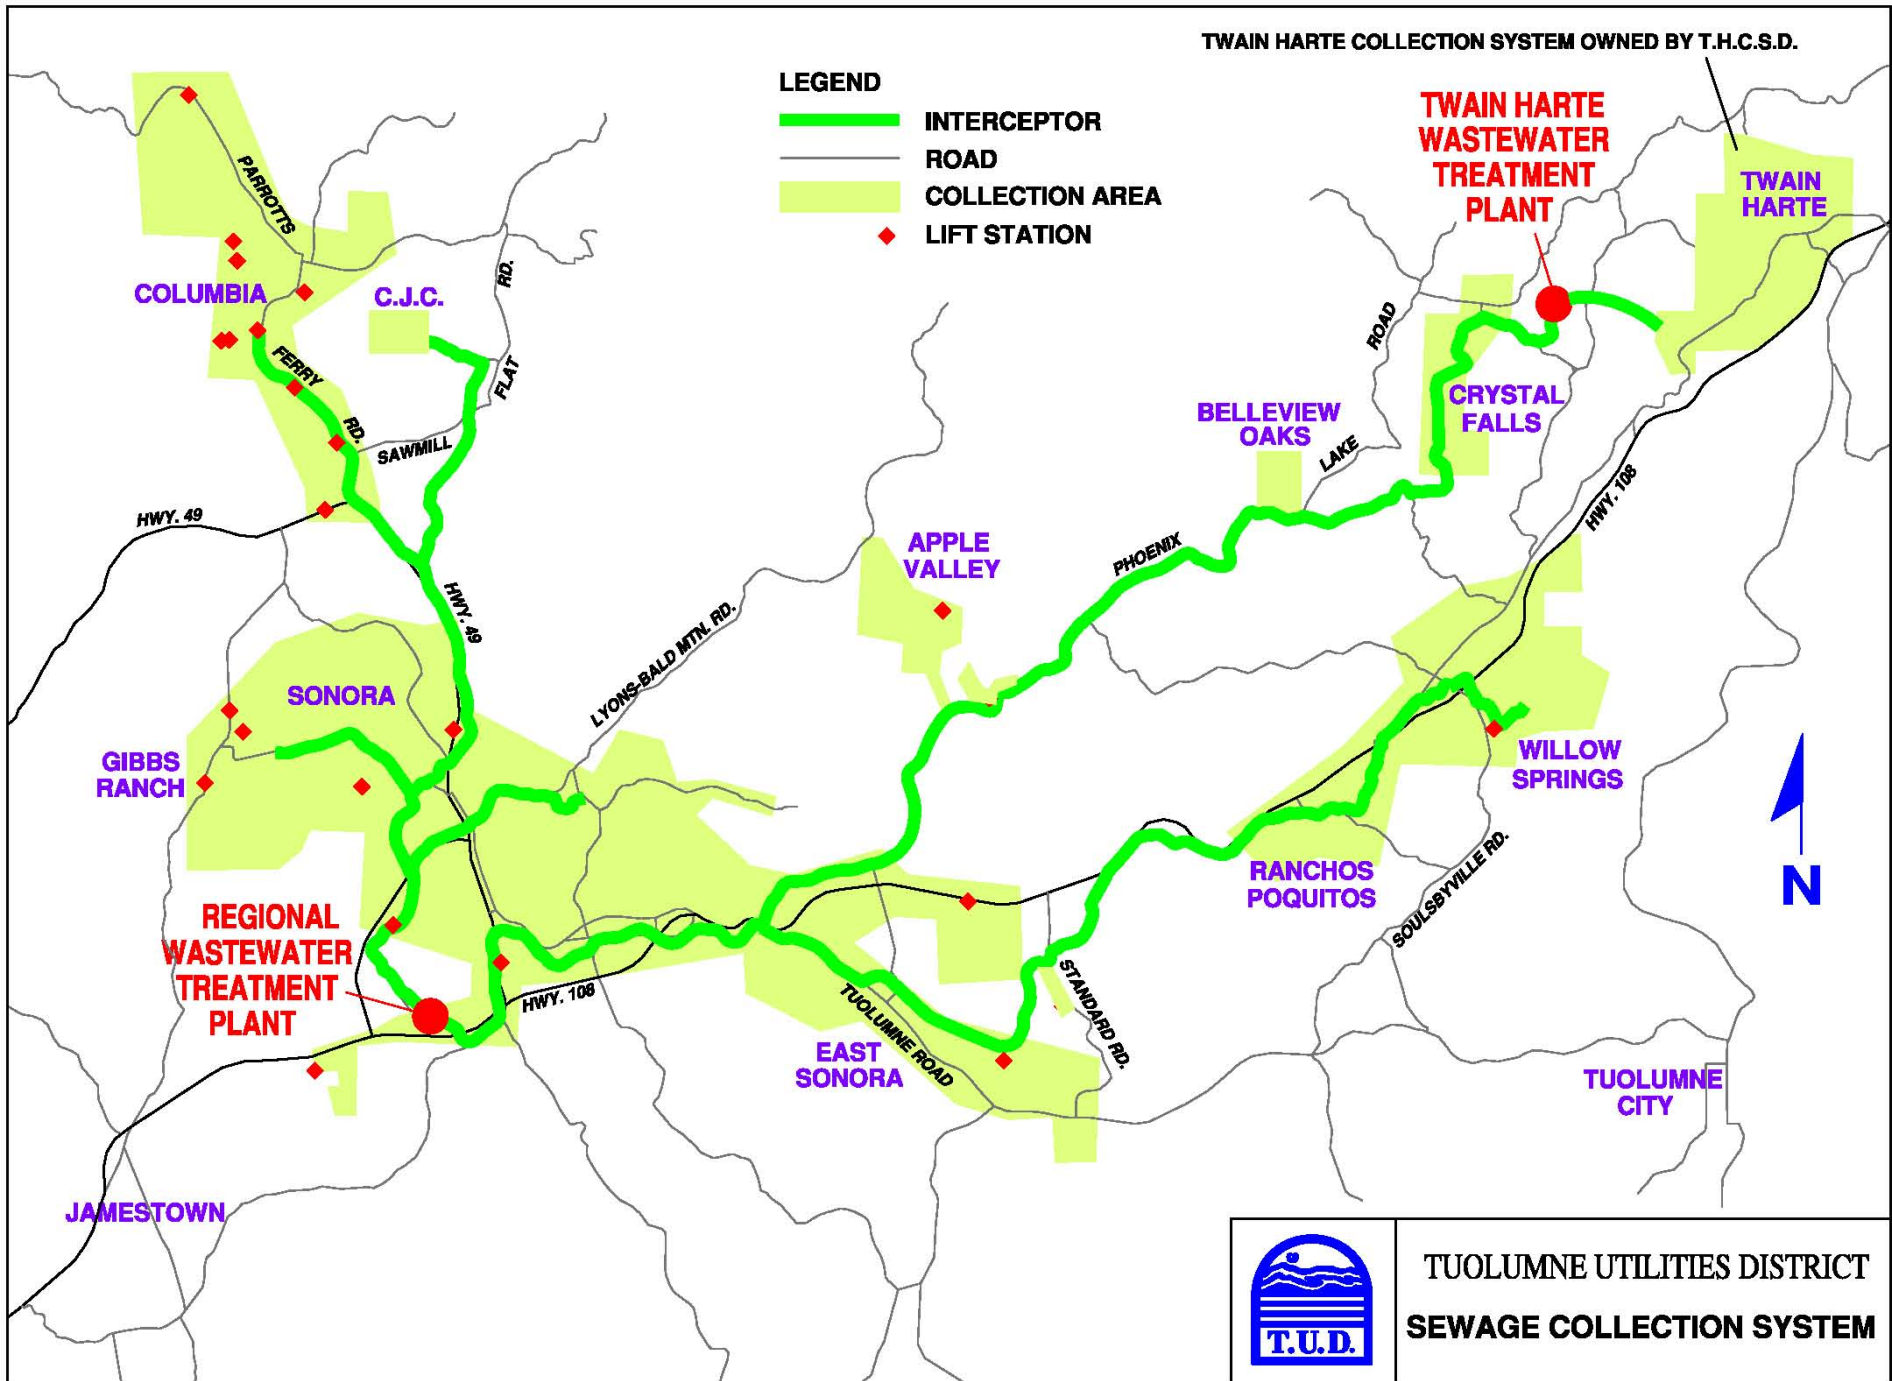 TWAIN HARTE COLLECTION SYSTEM OWNED BY T.H.C.S.D.
LEGEND
INTERCEPTOR
ROAD
COLLECTION AREA
LIFT STATION
TWAIN HARTE
WASTEWATER
TREATMENT
PLANT
TWAIN
HARTE
PARROTTS
COLUMBIA
C.J.C.
RD.
FLAT
FERRY
RD.
SAWMILL
ROAD
LAKE
CRYSTAL
FALLS
BELLEVIEW
OAKS
HWY. 49
HWY. 108
APPLE
VALLEY
PHOENIX
HWY. 49
LYONS-BALD MTN. RD.
SONORA
GIBBS
RANCH
WILLOW
SPRINGS
RANCHOS
POQUITOS
SOULSBYVILLE RD.
N
REGIONAL
WASTEWATER
TREATMENT
PLANT
HWY. 108
TUOLUMNE ROAD
STANDARD RD.
EAST
SONORA
TUOLUMNE
CITY
JAMESTOWN
T.U.D.
TUOLUMNE UTILITIES DISTRICT
SEWAGE COLLECTION SYSTEM